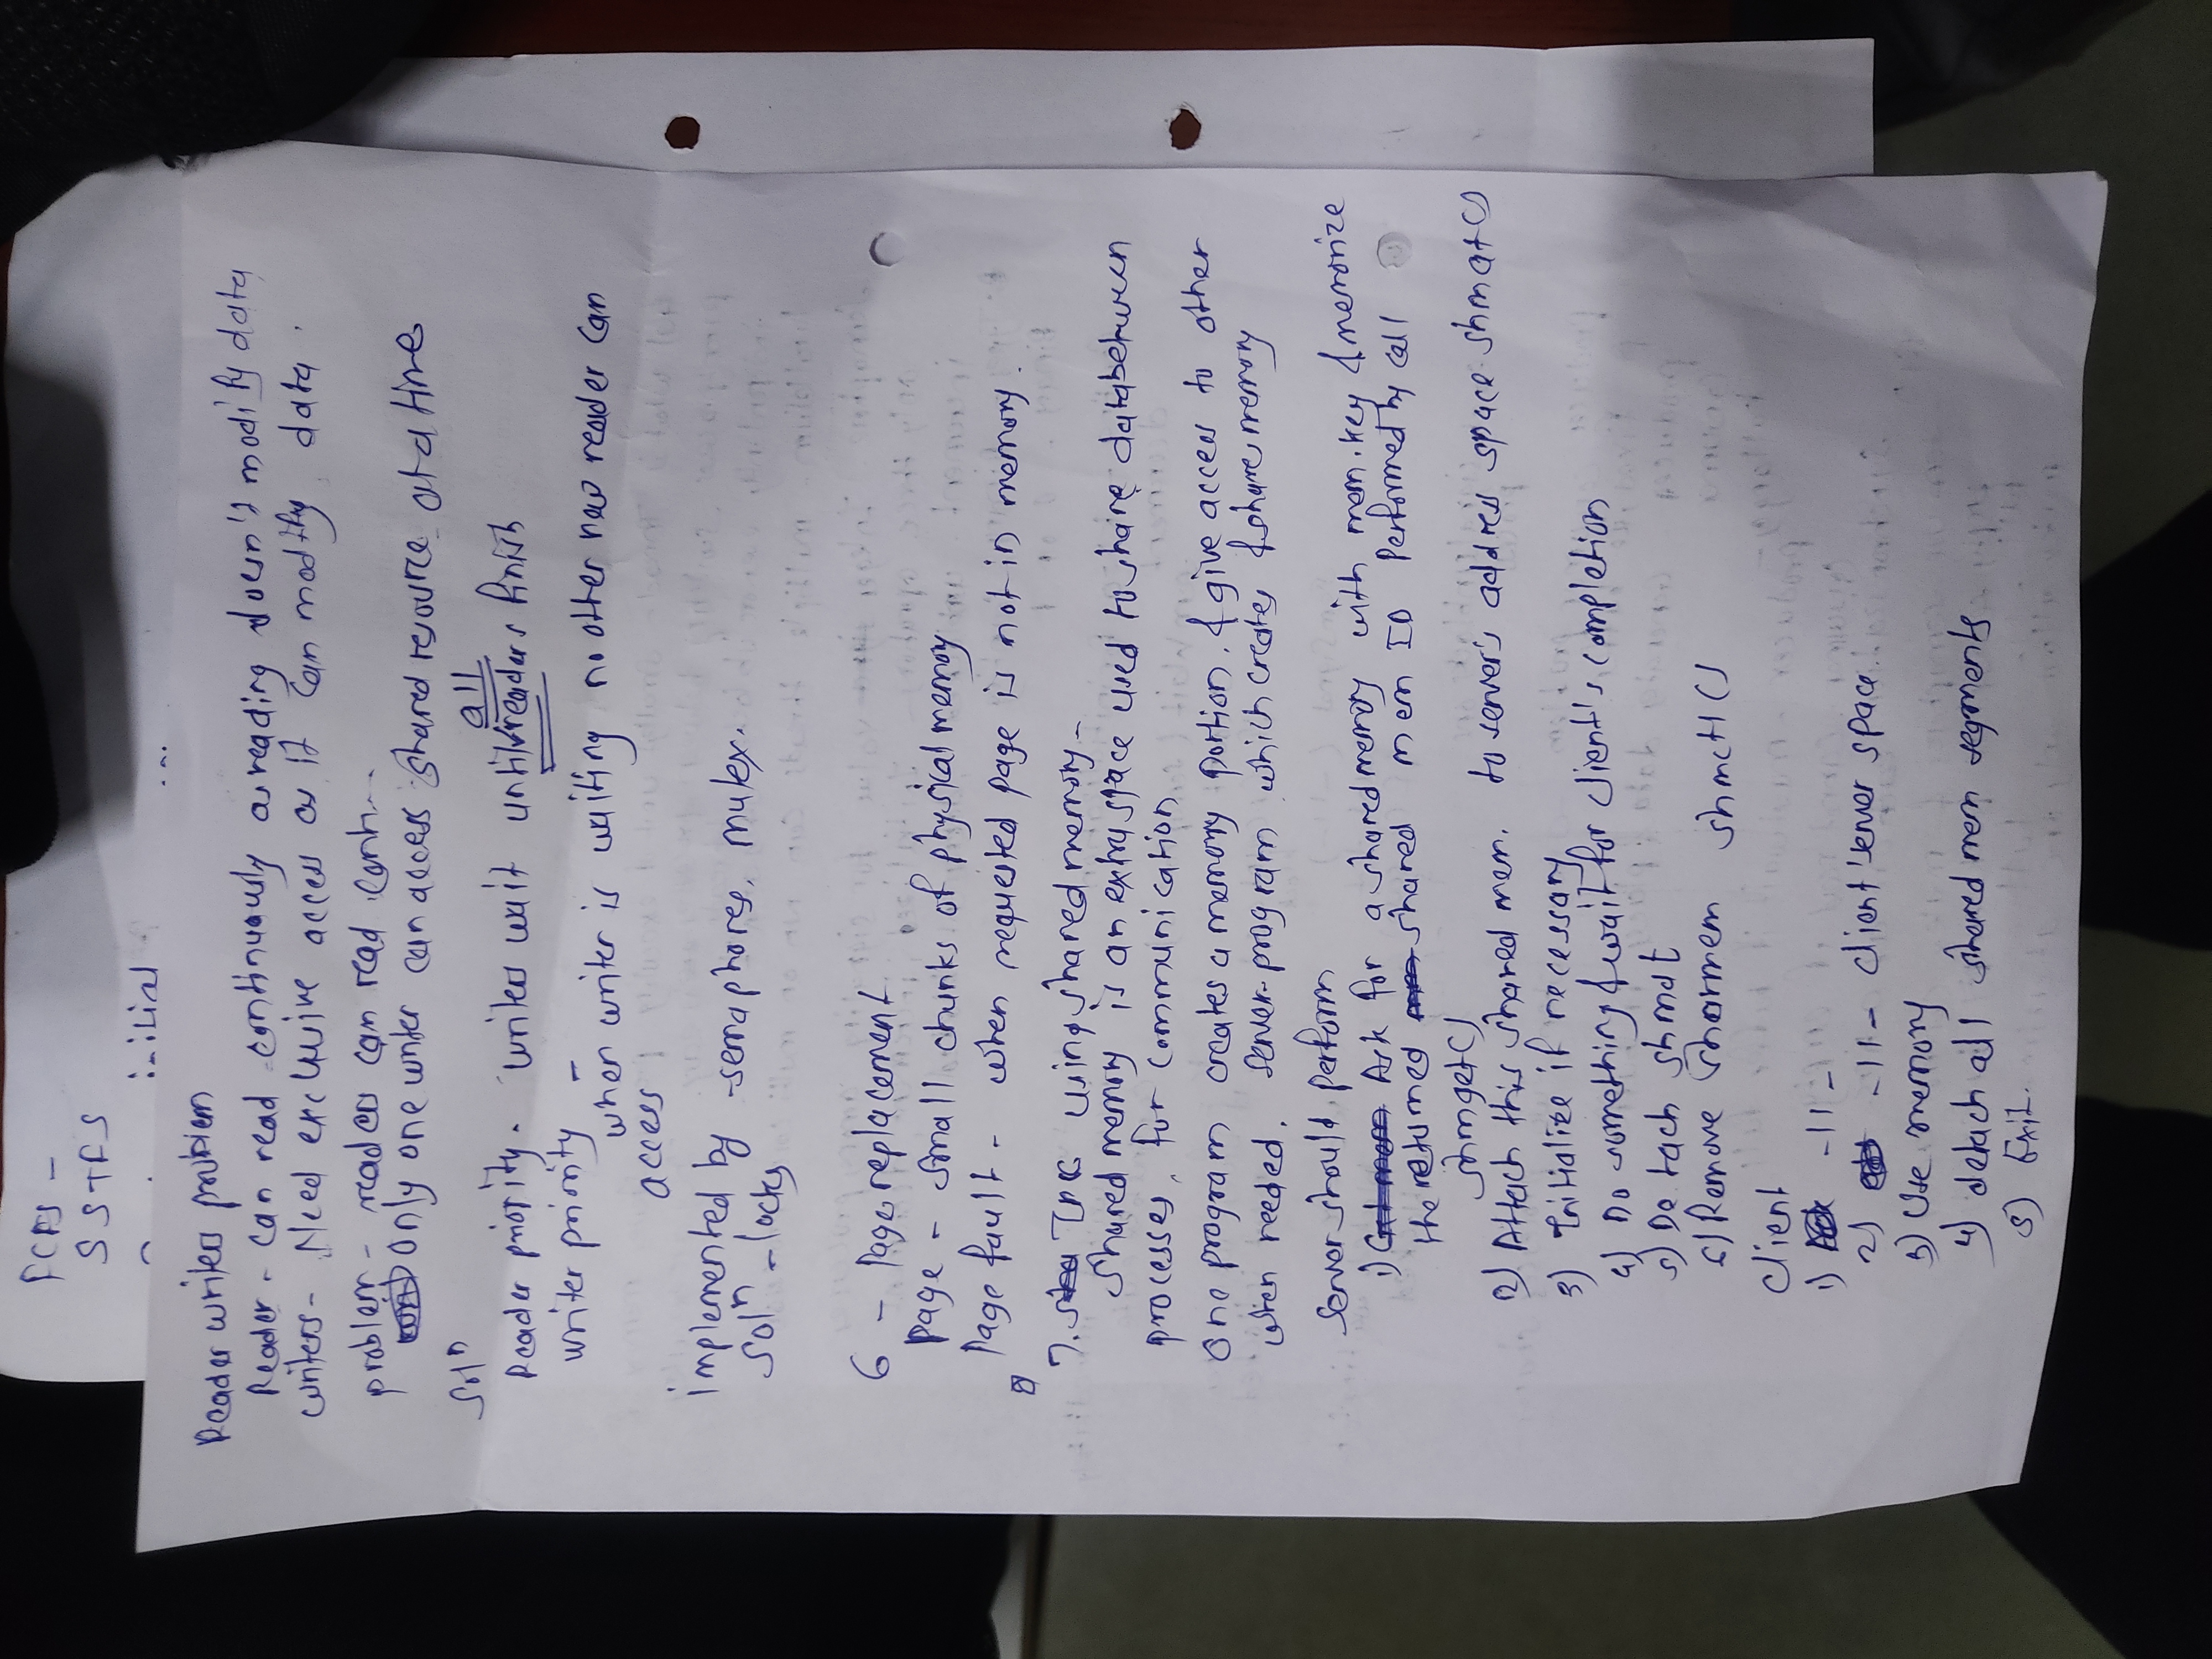 FCFS -
SSTFS
initial
Reader writers problem
Reader - can read continuously as reading doesn't modify data
writers - Need exclusive access as it can modify data.
problem - readers can read cont...
only one writer can access shared resource at a time
Solⁿ
all
Reader priority - writers wait until readers finish
writer priority -
when writer is waiting no other new reader can
access
implemented by - semaphores, mutex.
Solⁿ - locks
6 - Page replacement
Page - small chunks of physical memory
Page fault - when requested page is not in memory.
7. IPC using shared memory -
Shared memory is an extra space used to share data between
processes, for communication
One program creates a memory portion, & give access to other
when needed. Server-program which creates & share memory
Server should perform
1) Ask for a shared memory with mem. key & memorize
the returned shared mem ID Performed by call
shmget()
2) Attach this shared mem. to server's address space shmat()
3) Initialize if necessary
4) Do something & wait for client's completion
5) Detach shmdt
6) Remove sharmem shmctl()
Client
1) -11-
2) -11- client server space
3) Use memory
4) detach all shared mem segments
5) Exit.